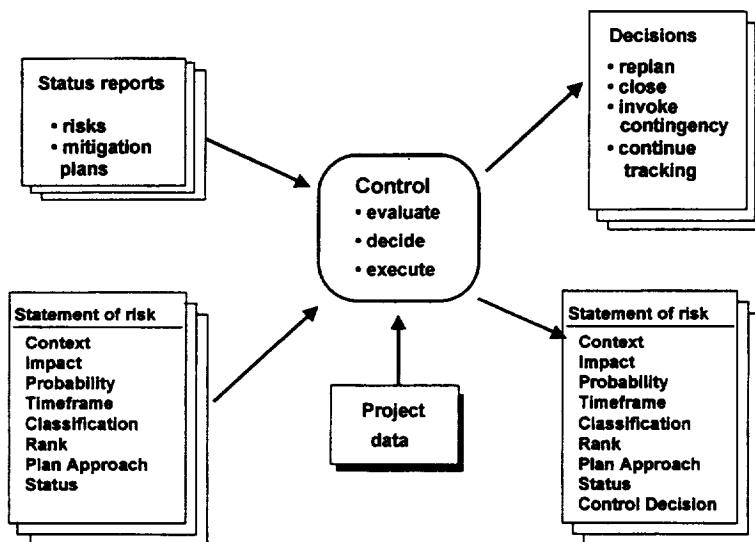 Status reports
• risks
• mitigation
plans
Decisions
• replan
• close
• invoke
contingency
• continue
tracking
Control
• evaluate
• decide
• execute
Statement of risk
Context
Impact
Probability
Timeframe
Classification
Rank
Plan Approach
Status
Project
data
Statement of risk
Context
Impact
Probability
Timeframe
Classification
Rank
Plan Approach
Status
Control Decision